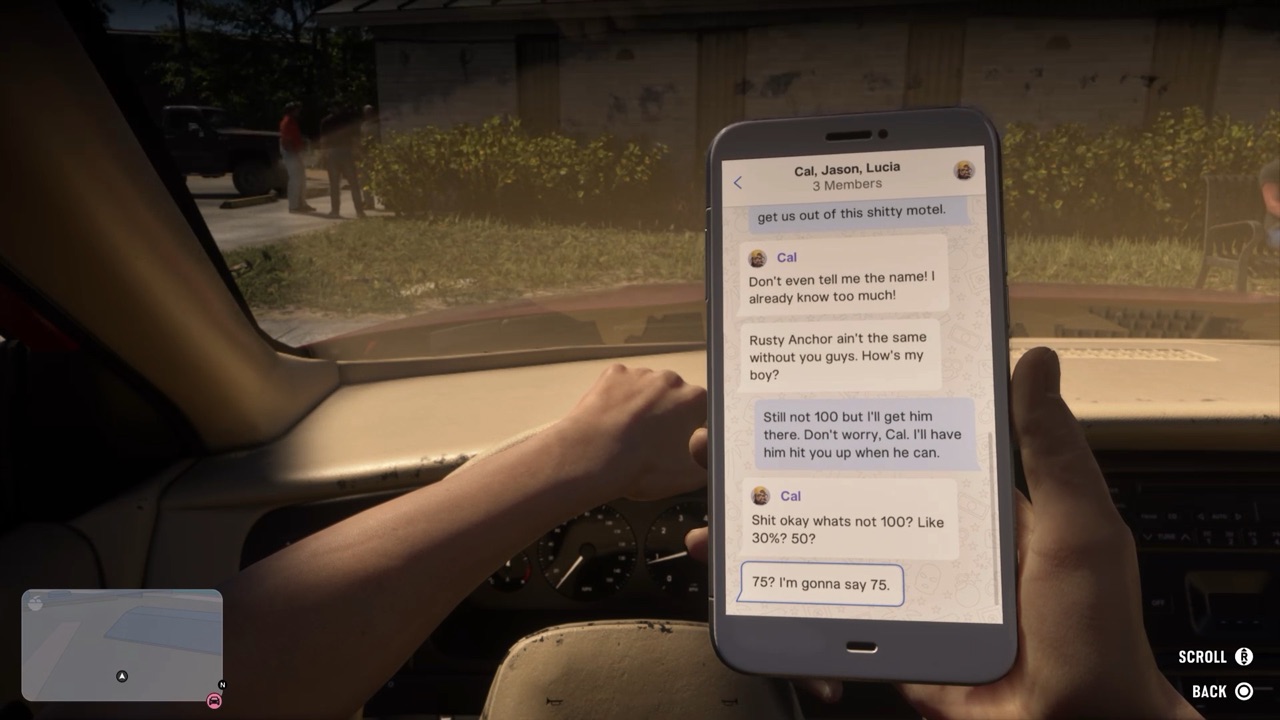 Cal, Jason, Lucia
3 Members
get us out of this shitty motel.
Cal
Don't even tell me the name! I
already know too much!
Rusty Anchor ain't the same
without you guys. How's my
boy?
Still not 100 but I'll get him
there. Don't worry, Cal. I'll have
him hit you up when he can.
Cal
Shit okay whats not 100? Like
30%? 50?
75? I'm gonna say 75.
N
SCROLL R
BACK